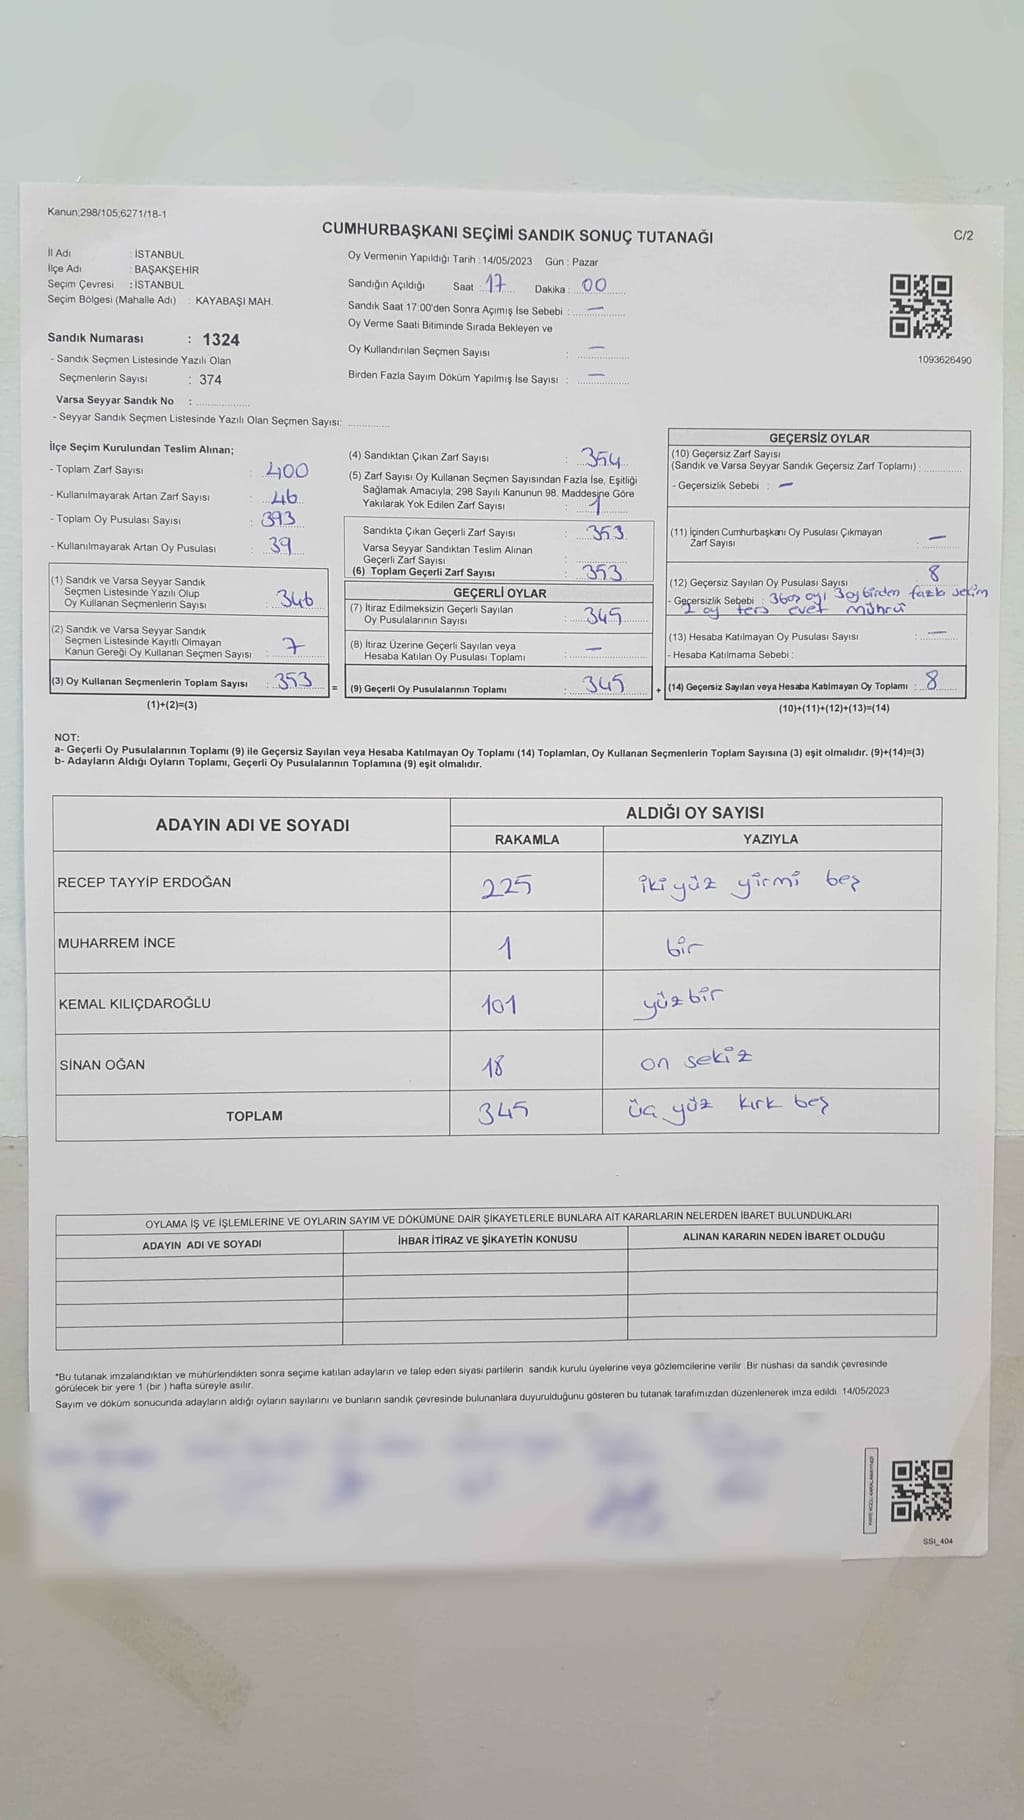 Kanun;298/105;6271/18-1
CUMHURBAŞKANI SEÇİMİ SANDIK SONUÇ TUTANAĞI
C/2
İl Adı : İSTANBUL
İlçe Adı : BAŞAKŞEHİR
Seçim Çevresi : İSTANBUL
Seçim Bölgesi (Mahalle Adı) : KAYABAŞI MAH.
Sandık Numarası : 1324
- Sandık Seçmen Listesinde Yazılı Olan
Seçmenlerin Sayısı : 374
Varsa Seyyar Sandık No :
- Seyyar Sandık Seçmen Listesinde Yazılı Olan Seçmen Sayısı:
Oy Vermenin Yapıldığı Tarih : 14/05/2023 Gün : Pazar
Sandığın Açıldığı Saat : 17 Dakika : 00
Sandık Saat 17:00'den Sonra Açımış İse Sebebi : —
Oy Verme Saati Bitiminde Sırada Bekleyen ve
Oy Kullandırılan Seçmen Sayısı : —
Birden Fazla Sayım Döküm Yapılmış İse Sayısı : —
1093626490
İlçe Seçim Kurulundan Teslim Alınan;
- Toplam Zarf Sayısı : 400
- Kullanılmayarak Artan Zarf Sayısı : 46
- Toplam Oy Pusulası Sayısı : 393
- Kullanılmayarak Artan Oy Pusulası : 39
(1) Sandık ve Varsa Seyyar Sandık
Seçmen Listesinde Yazılı Olup
Oy Kullanan Seçmenlerin Sayısı : 346
(2) Sandık ve Varsa Seyyar Sandık
Seçmen Listesinde Kayıtlı Olmayan
Kanun Gereği Oy Kullanan Seçmen Sayısı : 7
(3) Oy Kullanan Seçmenlerin Toplam Sayısı : 353
(1)+(2)=(3)
(4) Sandıktan Çıkan Zarf Sayısı : 354
(5) Zarf Sayısı Oy Kullanan Seçmen Sayısından Fazla İse, Eşitliği
Sağlamak Amacıyla, 298 Sayılı Kanunun 98. Maddesine Göre
Yakılarak Yok Edilen Zarf Sayısı : 1
Sandıkta Çıkan Geçerli Zarf Sayısı : 353
Varsa Seyyar Sandıktan Teslim Alınan
Geçerli Zarf Sayısı
(6) Toplam Geçerli Zarf Sayısı : 353
GEÇERLİ OYLAR
(7) İtiraz Edilmeksizin Geçerli Sayılan
Oy Pusulalarının Sayısı : 345
(8) İtiraz Üzerine Geçerli Sayılan veya
Hesaba Katılan Oy Pusulası Toplamı : —
= (9) Geçerli Oy Pusulalarının Toplamı : 345
GEÇERSİZ OYLAR
(10) Geçersiz Zarf Sayısı
(Sandık ve Varsa Seyyar Sandık Geçersiz Zarf Toplamı) :
- Geçersizlik Sebebi : —
(11) İçinden Cumhurbaşkanı Oy Pusulası Çıkmayan
Zarf Sayısı : —
(12) Geçersiz Sayılan Oy Pusulası Sayısı : 8
- Geçersizlik Sebebi : oyı 3 oy birden fazla seçim
2 oy ters evet mührü
(13) Hesaba Katılmayan Oy Pusulası Sayısı : —
- Hesaba Katılmama Sebebi :
+ (14) Geçersiz Sayılan veya Hesaba Katılmayan Oy Toplamı : 8
(10)+(11)+(12)+(13)=(14)
NOT:
a- Geçerli Oy Pusulalarının Toplamı (9) ile Geçersiz Sayılan veya Hesaba Katılmayan Oy Toplamı (14) Toplamları, Oy Kullanan Seçmenlerin Toplam Sayısına (3) eşit olmalıdır. (9)+(14)=(3)
b- Adayların Aldığı Oyların Toplamı, Geçerli Oy Pusulalarının Toplamına (9) eşit olmalıdır.
ADAYIN ADI VE SOYADI
ALDIĞI OY SAYISI
RAKAMLA YAZIYLA
RECEP TAYYİP ERDOĞAN 225 iki yüz yirmi beş
MUHARREM İNCE 1 bir
KEMAL KILIÇDAROĞLU 101 yüzbir
SİNAN OĞAN 18 on sekiz
TOPLAM 345 üç yüz kırk beş
OYLAMA İŞ VE İŞLEMLERİNE VE OYLARIN SAYIM VE DÖKÜMÜNE DAİR ŞİKAYETLERLE BUNLARA AİT KARARLARIN NELERDEN İBARET BULUNDUKLARI
ADAYIN ADI VE SOYADI İHBAR İTİRAZ VE ŞİKAYETİN KONUSU ALINAN KARARIN NEDEN İBARET OLDUĞU
*Bu tutanak imzalandıktan ve mühürlendikten sonra seçime katılan adayların ve talep eden siyasi partilerin sandık kurulu üyelerine veya gözlemcilerine verilir .Bir nüshası da sandık çevresinde
görülecek bir yere 1 (bir ) hafta süreyle asılır.
Sayım ve döküm sonucunda adayların aldığı oyların sayılarını ve bunların sandık çevresinde bulunanlara duyurulduğunu gösteren bu tutanak tarafımızdan düzenlenerek imza edildi. 14/05/2023
SSI_404